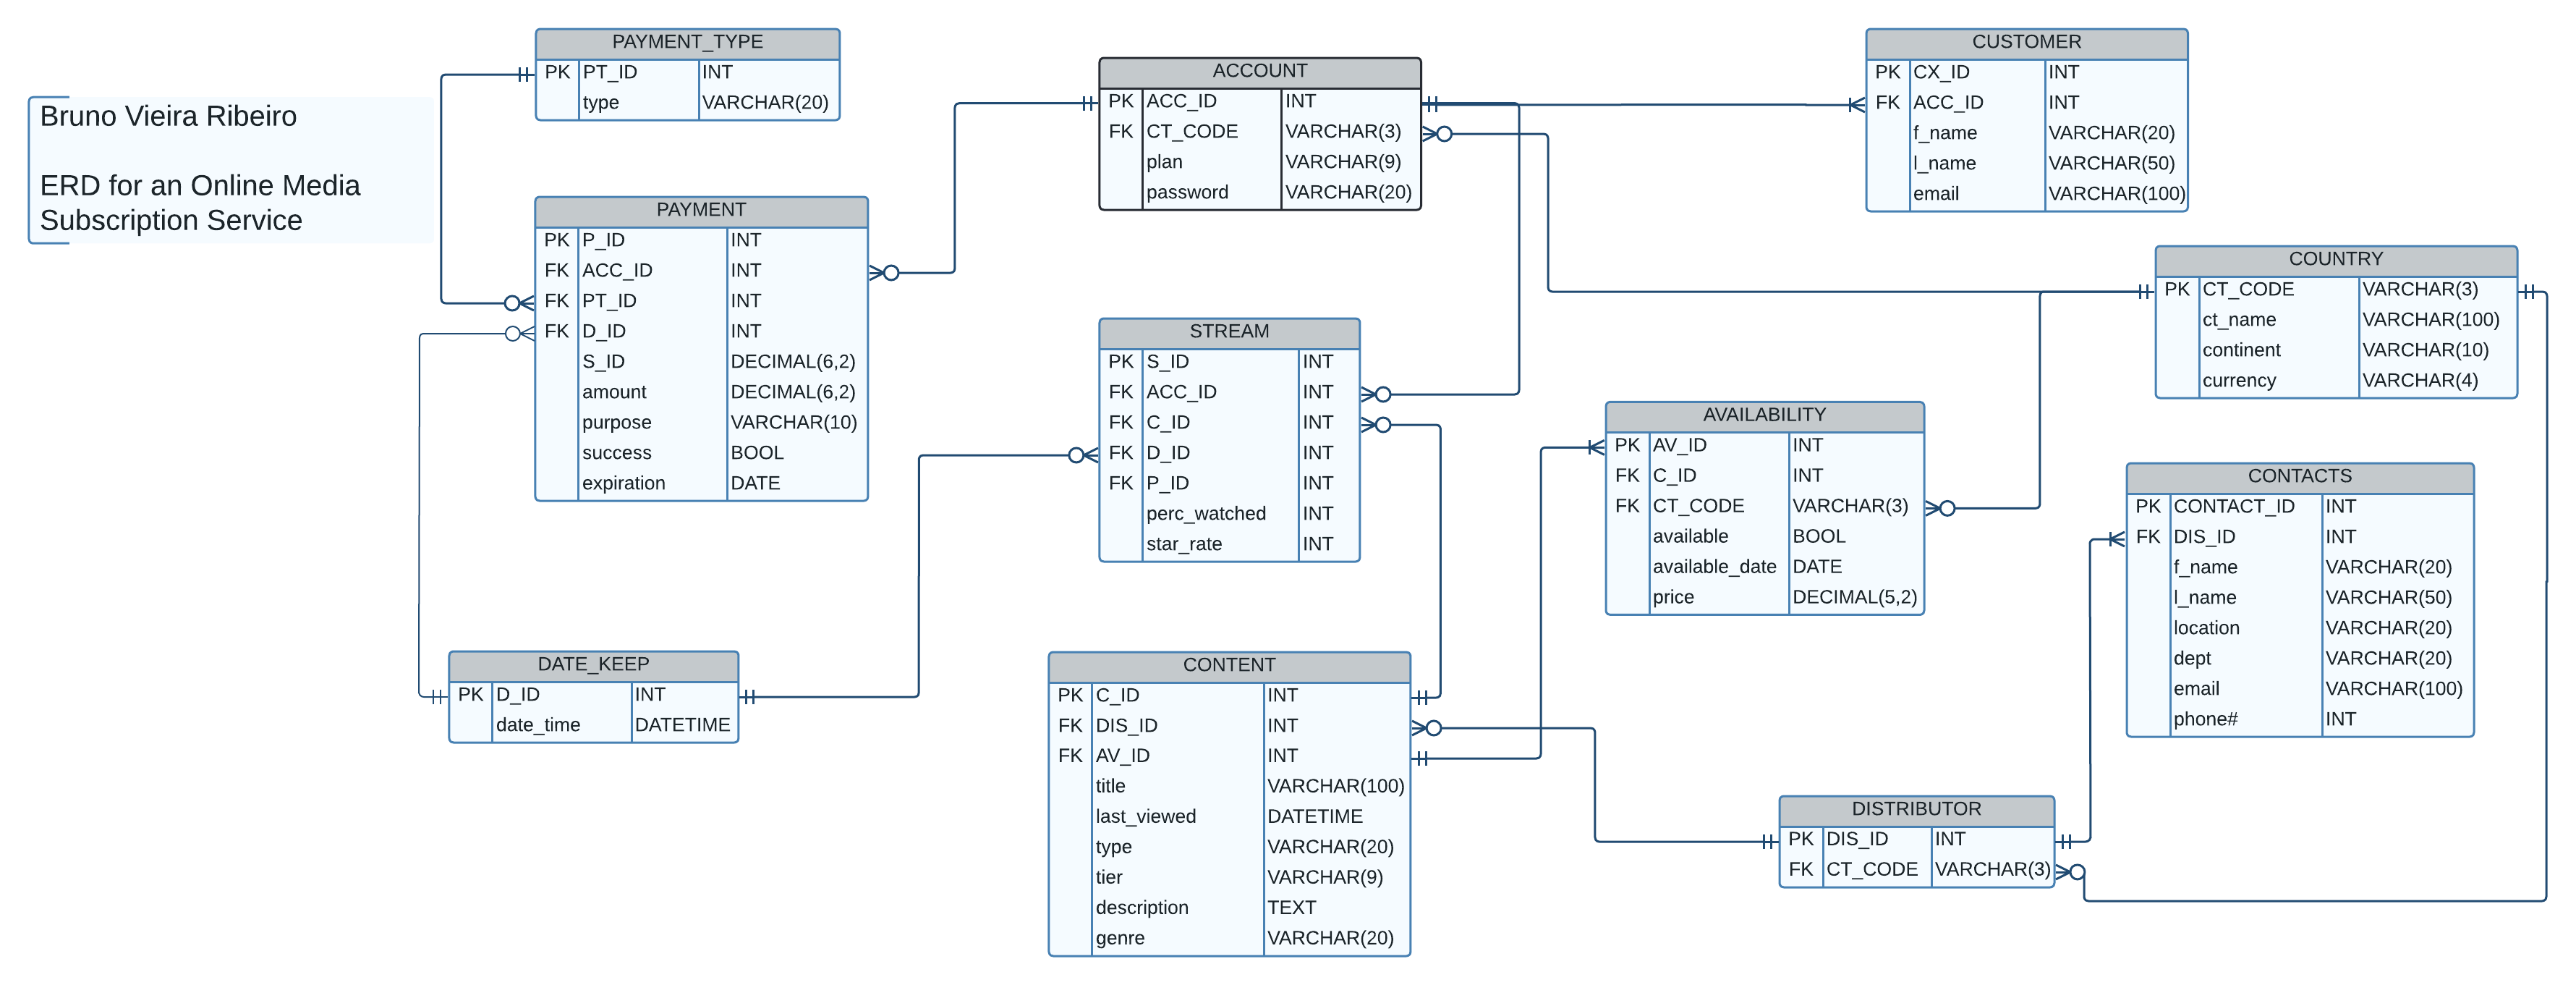 Bruno Vieira Ribeiro
ERD for an Online Media
Subscription Service
PAYMENT_TYPE
PK PT_ID INT
type VARCHAR(20)
PAYMENT
PK P_ID INT
FK ACC_ID INT
FK PT_ID INT
FK D_ID INT
S_ID DECIMAL(6,2)
amount DECIMAL(6,2)
purpose VARCHAR(10)
success BOOL
expiration DATE
DATE_KEEP
PK D_ID INT
date_time DATETIME
ACCOUNT
PK ACC_ID INT
FK CT_CODE VARCHAR(3)
plan VARCHAR(9)
password VARCHAR(20)
STREAM
PK S_ID INT
FK ACC_ID INT
FK C_ID INT
FK D_ID INT
FK P_ID INT
perc_watched INT
star_rate INT
CONTENT
PK C_ID INT
FK DIS_ID INT
FK AV_ID INT
title VARCHAR(100)
last_viewed DATETIME
type VARCHAR(20)
tier VARCHAR(9)
description TEXT
genre VARCHAR(20)
CUSTOMER
PK CX_ID INT
FK ACC_ID INT
f_name VARCHAR(20)
l_name VARCHAR(50)
email VARCHAR(100)
AVAILABILITY
PK AV_ID INT
FK C_ID INT
FK CT_CODE VARCHAR(3)
available BOOL
available_date DATE
price DECIMAL(5,2)
COUNTRY
PK CT_CODE VARCHAR(3)
ct_name VARCHAR(100)
continent VARCHAR(10)
currency VARCHAR(4)
CONTACTS
PK CONTACT_ID INT
FK DIS_ID INT
f_name VARCHAR(20)
l_name VARCHAR(50)
location VARCHAR(20)
dept VARCHAR(20)
email VARCHAR(100)
phone# INT
DISTRIBUTOR
PK DIS_ID INT
FK CT_CODE VARCHAR(3)